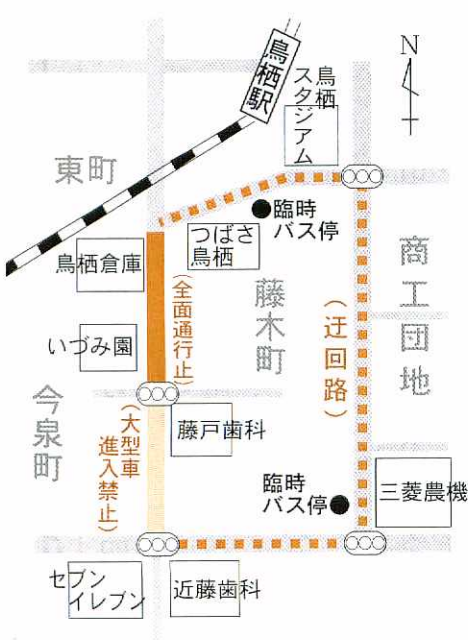 N
鳥栖駅
鳥栖
スタジアム
東町
臨時
バス停
つばさ
鳥栖
鳥栖倉庫
商工団地
(全面通行止)
藤木町
(迂回路)
いづみ園
今泉町
(大型車
進入禁止)
藤戸歯科
臨時
バス停
三菱農機
セブン
イレブン
近藤歯科